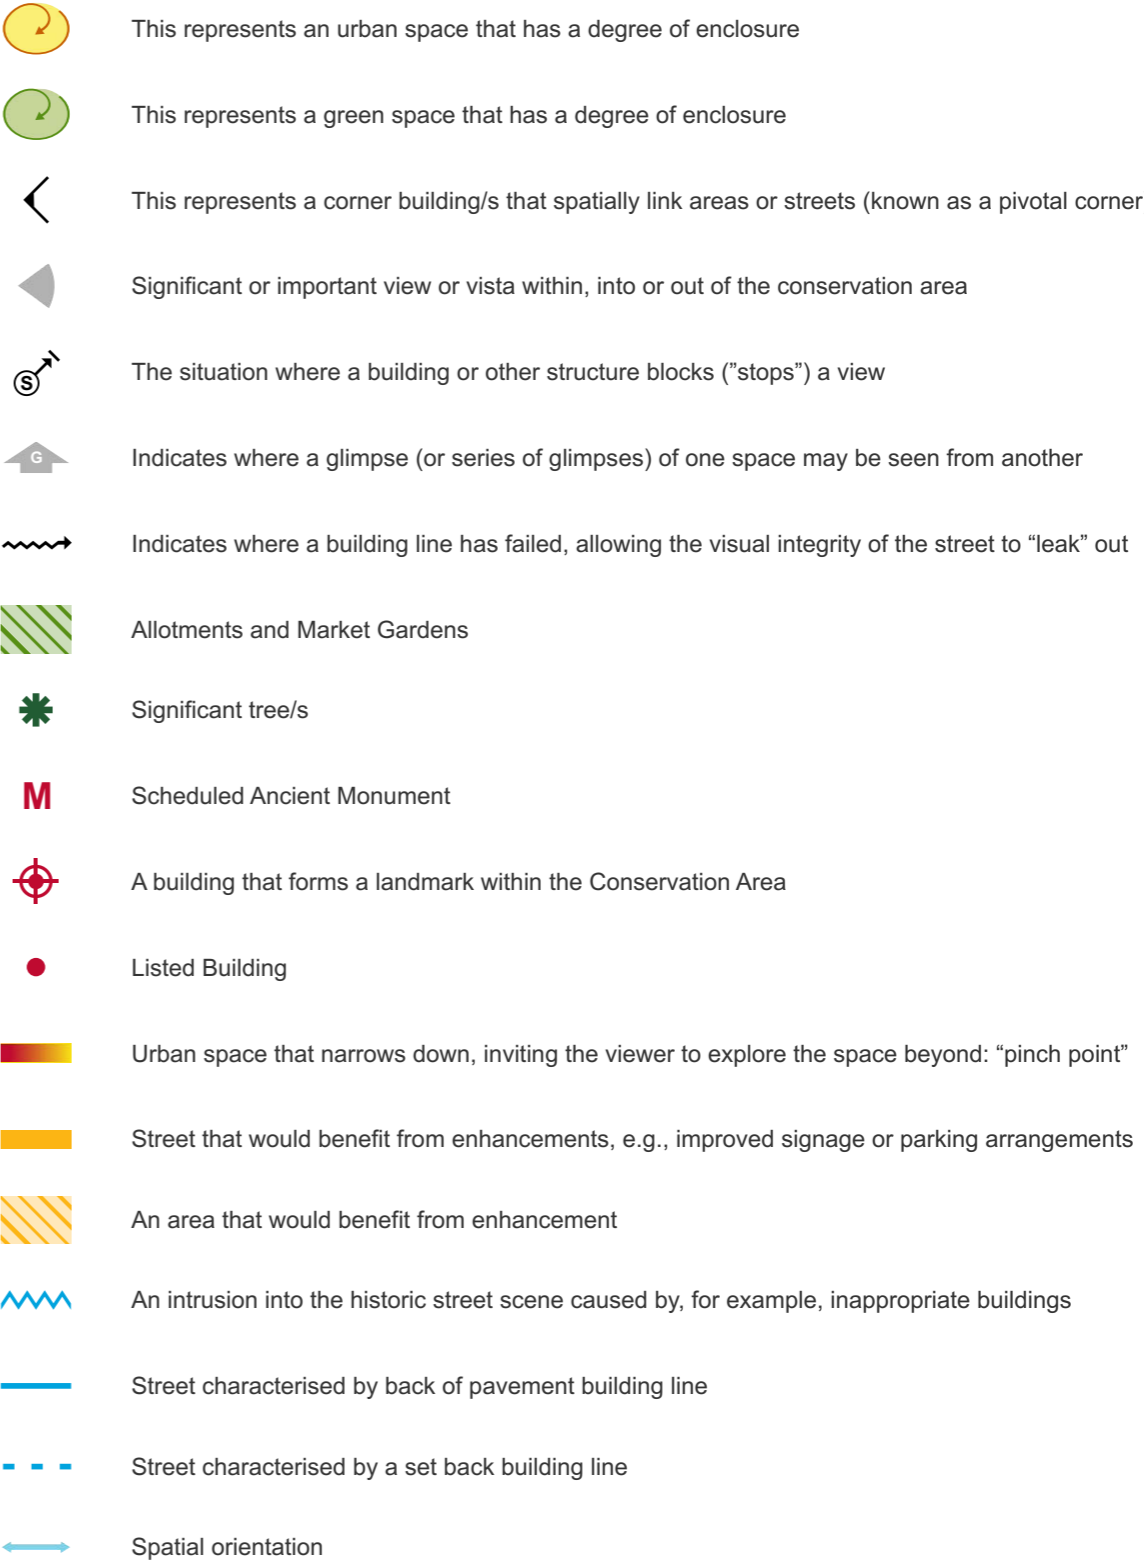 This represents an urban space that has a degree of enclosure
This represents a green space that has a degree of enclosure
This represents a corner building/s that spatially link areas or streets (known as a pivotal corner
Significant or important view or vista within, into or out of the conservation area
S
The situation where a building or other structure blocks (”stops”) a view
G
Indicates where a glimpse (or series of glimpses) of one space may be seen from another
Indicates where a building line has failed, allowing the visual integrity of the street to “leak” out
Allotments and Market Gardens
Significant tree/s
M
Scheduled Ancient Monument
A building that forms a landmark within the Conservation Area
Listed Building
Urban space that narrows down, inviting the viewer to explore the space beyond: “pinch point”
Street that would benefit from enhancements, e.g., improved signage or parking arrangements
An area that would benefit from enhancement
An intrusion into the historic street scene caused by, for example, inappropriate buildings
Street characterised by back of pavement building line
Street characterised by a set back building line
Spatial orientation